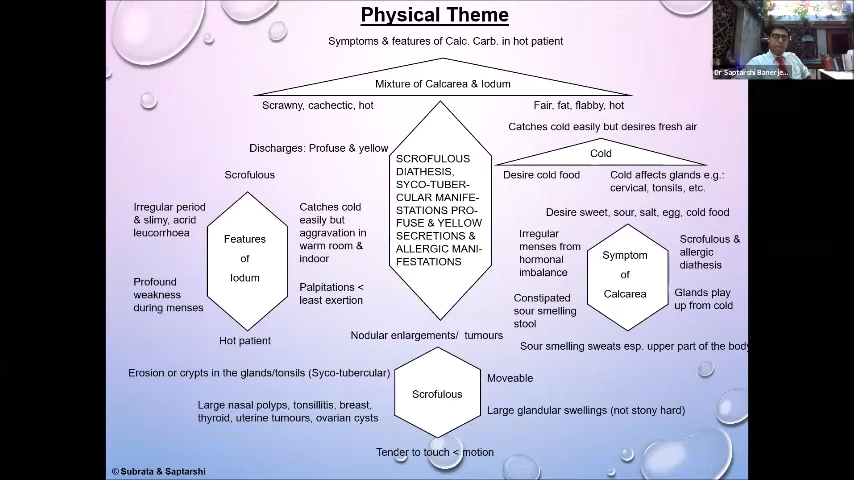 Physical Theme
Symptoms & features of Calc. Carb. in hot patient
Mixture of Calcarea & Iodum
Scrawny, cachectic, hot
Fair, fat, flabby, hot
Catches cold easily but desires fresh air
Discharges: Profuse & yellow
Cold
Desire cold food
Cold affects glands e.g.:
cervical, tonsils, etc.
SCROFULOUS
DIATHESIS,
SYCO-TUBER-
CULAR MANIFE-
STATIONS PRO-
FUSE & YELLOW
SECRETIONS &
ALLERGIC MANI-
FESTATIONS
Scrofulous
Irregular period
& slimy, acrid
leucorrhoea
Catches cold
easily but
aggravation in
warm room &
indoor
Features
of
Iodum
Profound
weakness
during menses
Palpitations <
least exertion
Hot patient
Desire sweet, sour, salt, egg, cold food
Irregular
menses from
hormonal
imbalance
Scrofulous &
allergic
diathesis
Symptom
of
Calcarea
Constipated
sour smelling
stool
Glands play
up from cold
Sour smelling sweats esp. upper part of the body
Nodular enlargements/ tumours
Erosion or crypts in the glands/tonsils (Syco-tubercular)
Moveable
Scrofulous
Large nasal polyps, tonsillitis, breast,
thyroid, uterine tumours, ovarian cysts
Large glandular swellings (not stony hard)
Tender to touch < motion
© Subrata & Saptarshi
Dr Saptarshi Banerje...